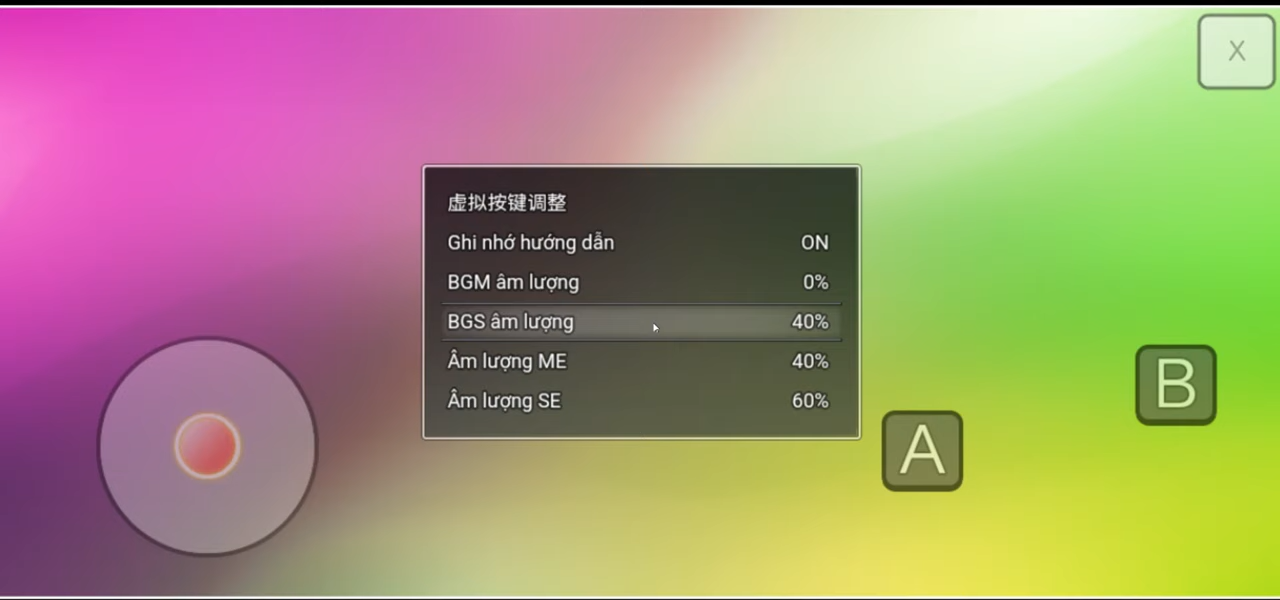 X
虚拟按键调整
Ghi nhớ hướng dẫn ON
BGM âm lượng 0%
BGS âm lượng 40%
Âm lượng ME 40%
Âm lượng SE 60%
B
A